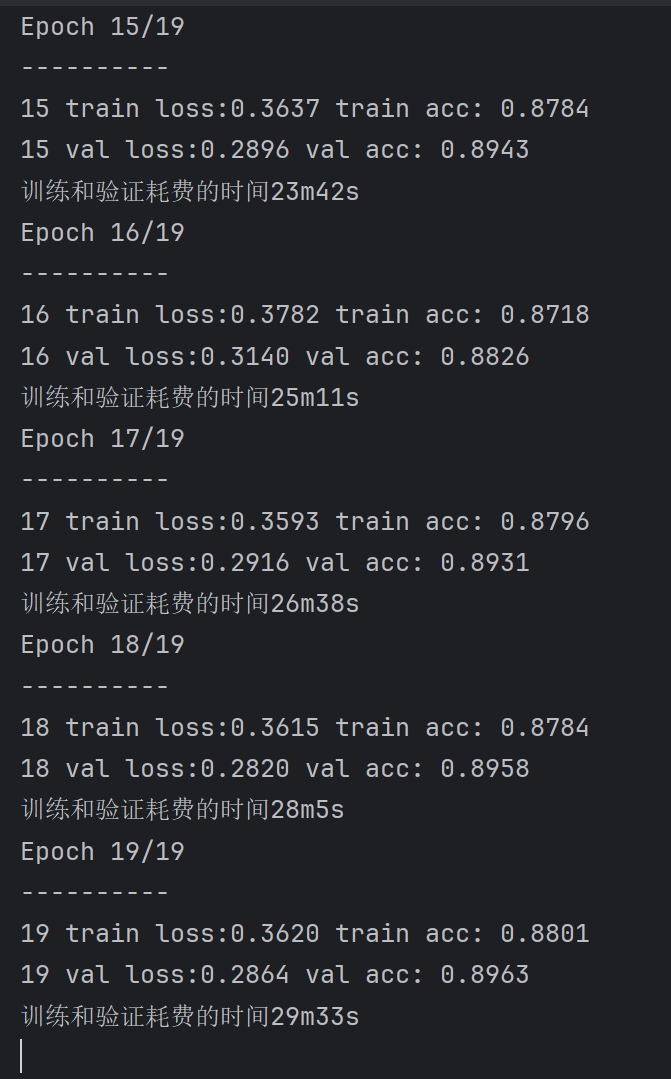 Epoch 15/19
----------
15 train loss:0.3637 train acc: 0.8784
15 val loss:0.2896 val acc: 0.8943
训练和验证耗费的时间23m42s
Epoch 16/19
----------
16 train loss:0.3782 train acc: 0.8718
16 val loss:0.3140 val acc: 0.8826
训练和验证耗费的时间25m11s
Epoch 17/19
----------
17 train loss:0.3593 train acc: 0.8796
17 val loss:0.2916 val acc: 0.8931
训练和验证耗费的时间26m38s
Epoch 18/19
----------
18 train loss:0.3615 train acc: 0.8784
18 val loss:0.2820 val acc: 0.8958
训练和验证耗费的时间28m5s
Epoch 19/19
----------
19 train loss:0.3620 train acc: 0.8801
19 val loss:0.2864 val acc: 0.8963
训练和验证耗费的时间29m33s